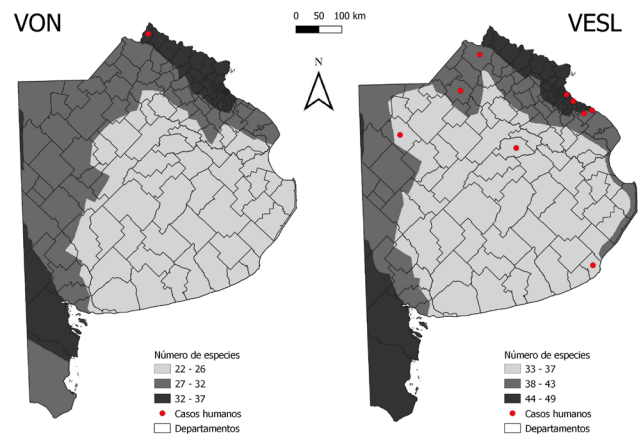 VON
0 50 100 km
VESL
N
Número de especies
22 - 26
27 - 32
32 - 37
Casos humanos
Departamentos
Número de especies
33 - 37
38 - 43
44 - 49
Casos humanos
Departamentos